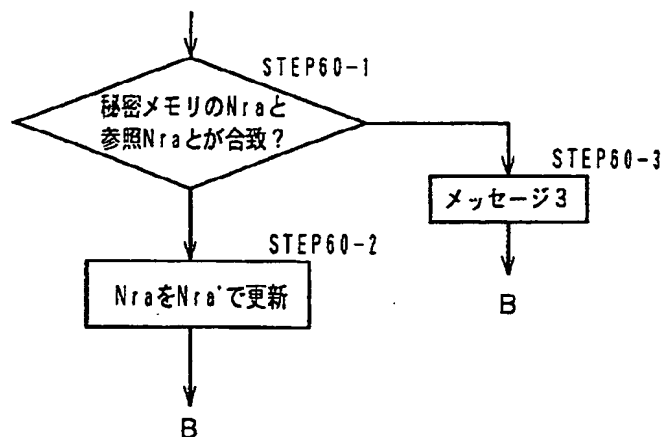 STEP60-1
秘密メモリのNraと
参照Nraとが合致?
STEP60-3
メッセージ3
STEP60-2
NraをNra'で更新
B
B